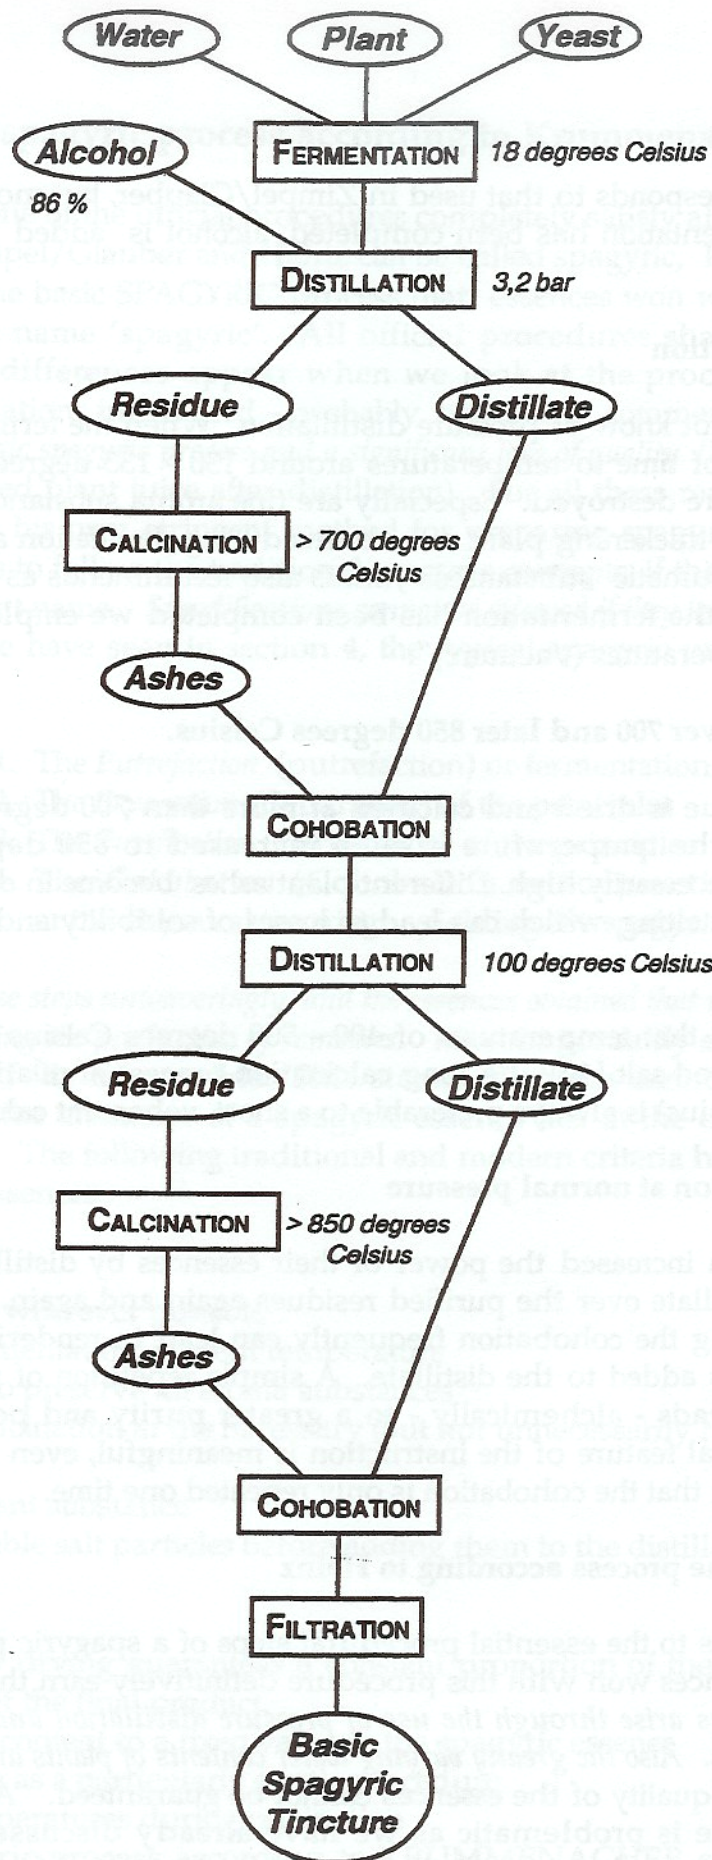 Water
Plant
Yeast
Alcohol
86 %
FERMENTATION
18 degrees Celsius
DISTILLATION
3,2 bar
Residue
Distillate
CALCINATION
> 700 degrees
Celsius
Ashes
COHOBATION
DISTILLATION
100 degrees Celsius
Residue
Distillate
CALCINATION
> 850 degrees
Celsius
Ashes
COHOBATION
FILTRATION
Basic
Spagyric
Tincture